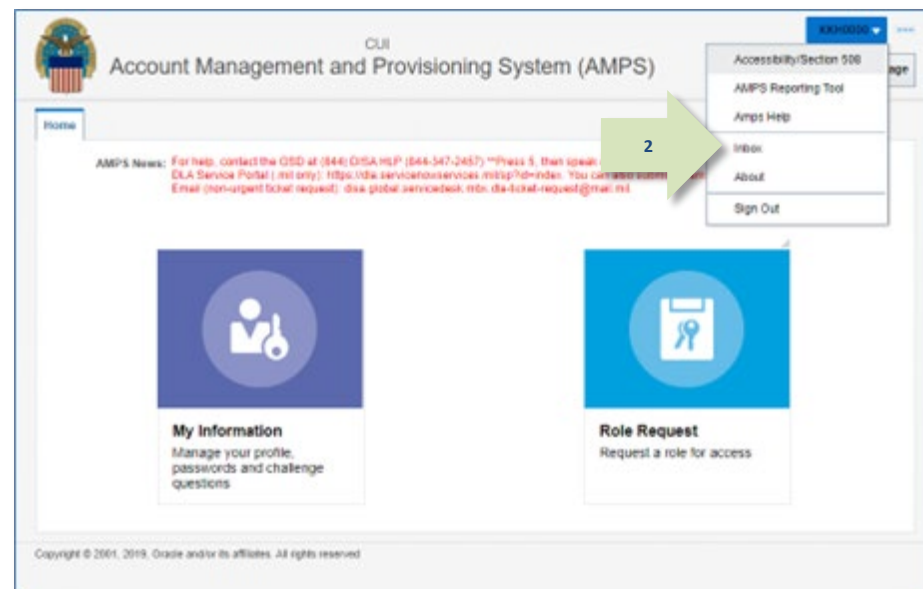 CUI
Account Management and Provisioning System (AMPS)
Accessibility/Section 508
AMPS Reporting Tool
Amps Help
Inbox
About
Sign Out
2
Home
AMPS News: For help, contact the GSD at (844) DISA HLP (844-347-2457) **Press 5, then speak
DLA Service Portal (.mil only): https://dla.servicenowservices.mil/sp?id=index. You can also submit
Email (non-urgent ticket request): disa.global.servicedesk.mbx.dla-ticket-request@mail.mil
My Information
Manage your profile,
passwords and challenge
questions
Role Request
Request a role for access
Copyright © 2001, 2019, Oracle and/or its affiliates. All rights reserved